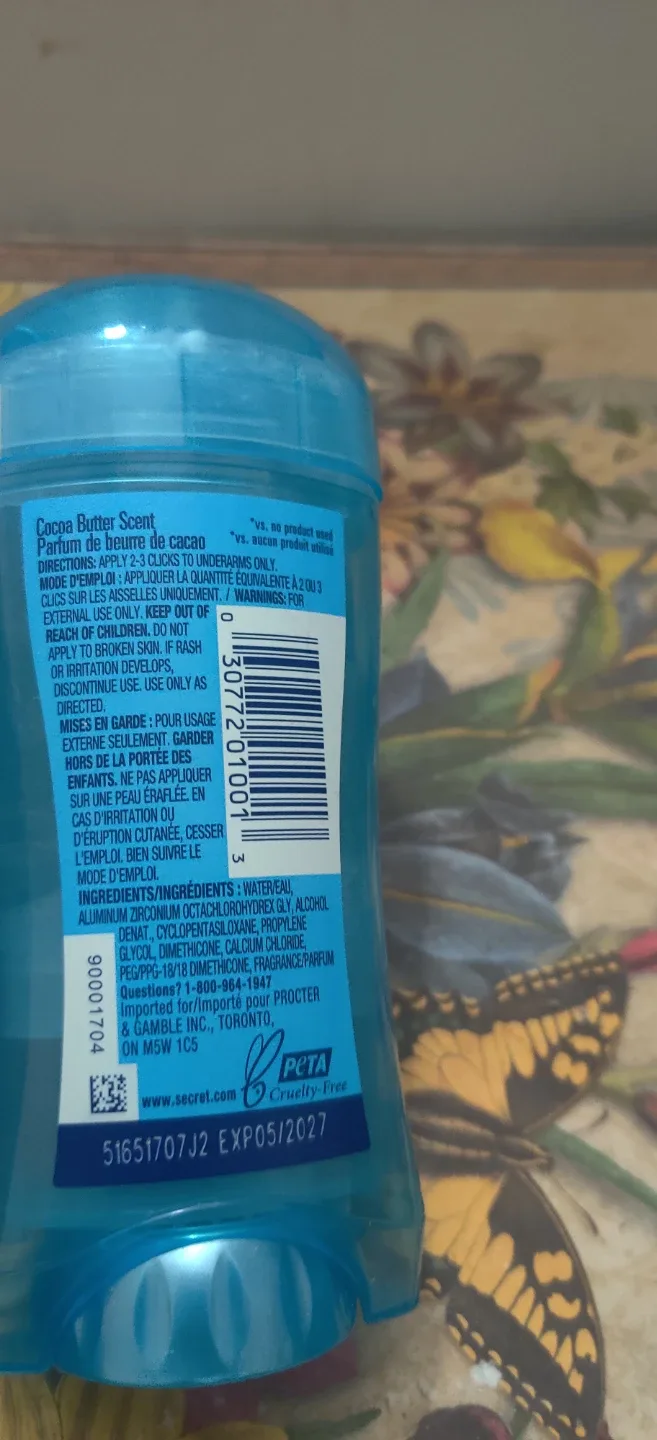 Cocoa Butter Scent
Parfum de beurre de cacao
*vs. no product used
*vs. aucun produit utilisé
DIRECTIONS: APPLY 2-3 CLICKS TO UNDERARMS ONLY.
MODE D'EMPLOI : APPLIQUER LA QUANTITÉ ÉQUIVALENTE À 2 OU 3
CLICS SUR LES AISSELLES UNIQUEMENT. / WARNINGS: FOR
EXTERNAL USE ONLY. KEEP OUT OF
REACH OF CHILDREN. DO NOT
APPLY TO BROKEN SKIN. IF RASH
OR IRRITATION DEVELOPS,
DISCONTINUE USE. USE ONLY AS
DIRECTED.
MISES EN GARDE : POUR USAGE
EXTERNE SEULEMENT. GARDER
HORS DE LA PORTÉE DES
ENFANTS. NE PAS APPLIQUER
SUR UNE PEAU ÉRAFLÉE. EN
CAS D'IRRITATION OU
D'ÉRUPTION CUTANÉE, CESSER
L'EMPLOI. BIEN SUIVRE LE
MODE D'EMPLOI.
0 30772 01001 3
INGREDIENTS/INGRÉDIENTS : WATER/EAU,
ALUMINUM ZIRCONIUM OCTACHLOROHYDREX GLY, ALCOHOL
DENAT., CYCLOPENTASILOXANE, PROPYLENE
GLYCOL, DIMETHICONE, CALCIUM CHLORIDE,
PEG/PPG-18/18 DIMETHICONE, FRAGRANCE/PARFUM
Questions? 1-800-964-1947
Imported for/Importé pour PROCTER
& GAMBLE INC., TORONTO,
ON M5W 1C5
90001704
www.secret.com
PETA
Cruelty-Free
51651707J2 EXP05/2027